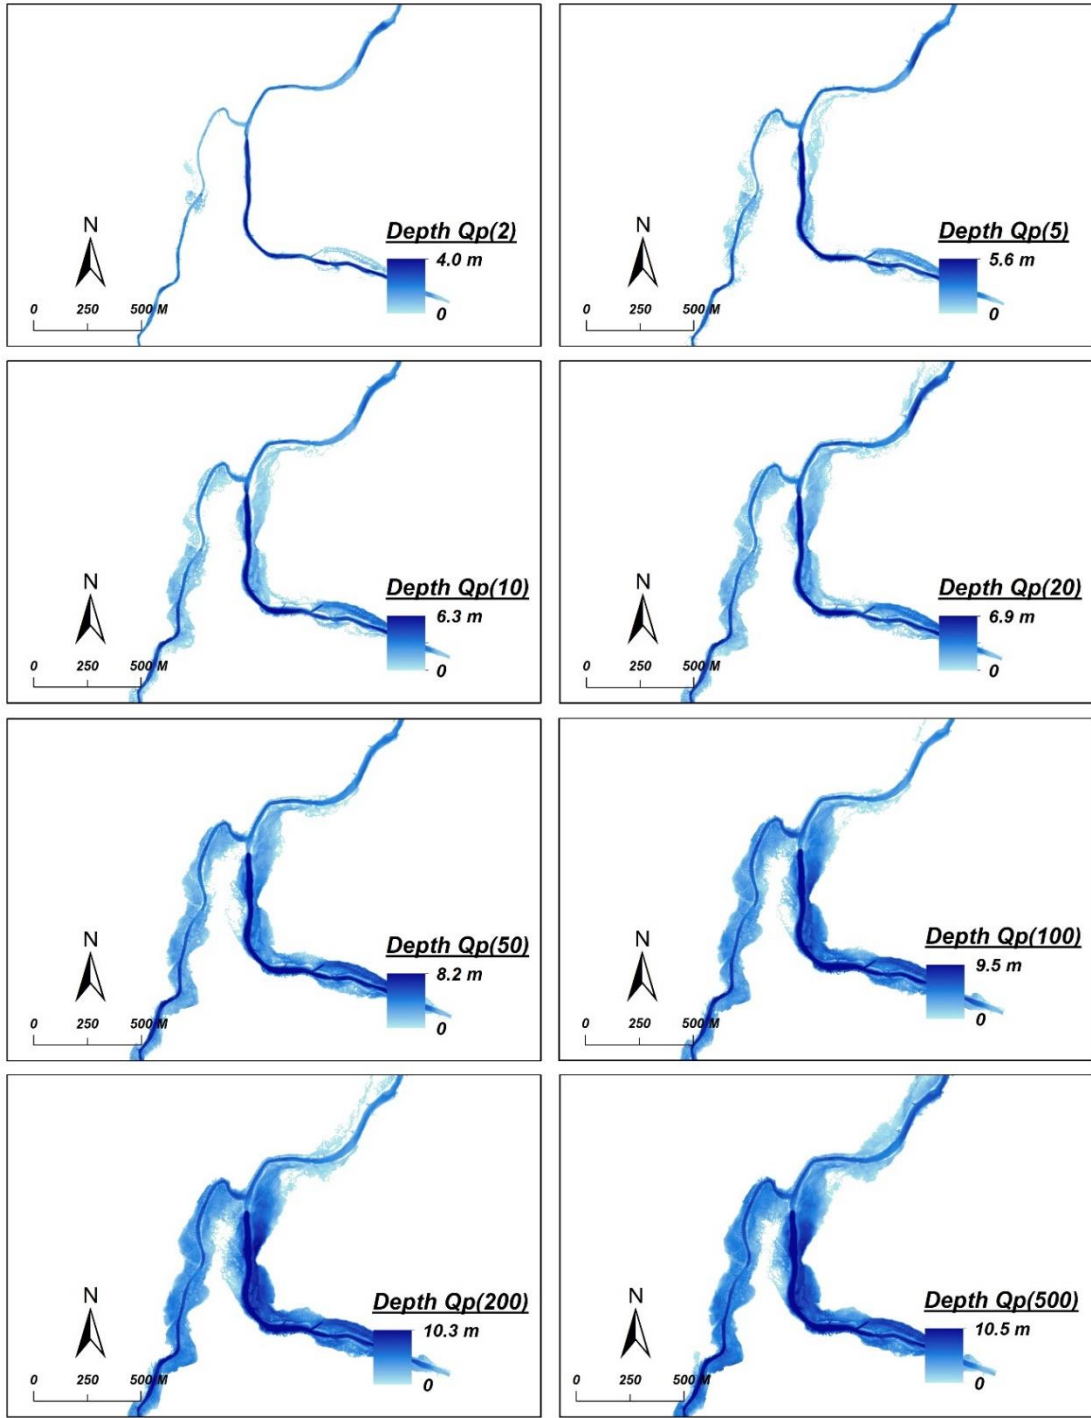 N
Depth Qp(2)
4.0 m
0
0 250 500 M
N
Depth Qp(5)
5.6 m
0
0 250 500 M
N
Depth Qp(10)
6.3 m
0
0 250 500 M
N
Depth Qp(20)
6.9 m
0
0 250 500 M
N
Depth Qp(50)
8.2 m
0
0 250 500 M
N
Depth Qp(100)
9.5 m
0
0 250 500 M
N
Depth Qp(200)
10.3 m
0
0 250 500 M
N
Depth Qp(500)
10.5 m
0
0 250 500 M